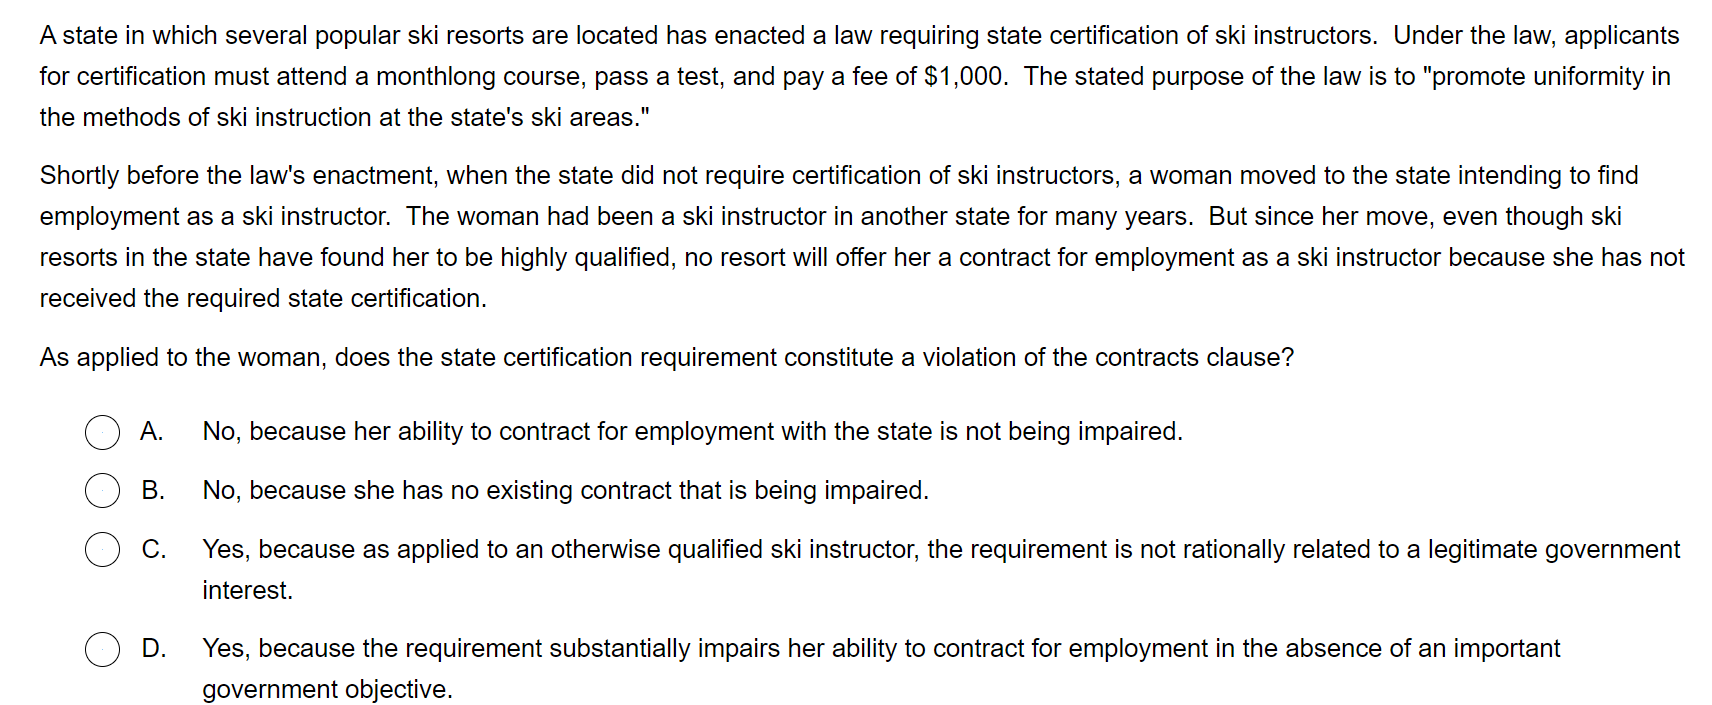 A state in which several popular ski resorts are located has enacted a law requiring state certification of ski instructors.  Under the law, applicants
for certification must attend a monthlong course, pass a test, and pay a fee of $1,000.  The stated purpose of the law is to "promote uniformity in
the methods of ski instruction at the state's ski areas."
Shortly before the law's enactment, when the state did not require certification of ski instructors, a woman moved to the state intending to find
employment as a ski instructor.  The woman had been a ski instructor in another state for many years.  But since her move, even though ski
resorts in the state have found her to be highly qualified, no resort will offer her a contract for employment as a ski instructor because she has not
received the required state certification.
As applied to the woman, does the state certification requirement constitute a violation of the contracts clause?
A. No, because her ability to contract for employment with the state is not being impaired.
B. No, because she has no existing contract that is being impaired.
C. Yes, because as applied to an otherwise qualified ski instructor, the requirement is not rationally related to a legitimate government
interest.
D. Yes, because the requirement substantially impairs her ability to contract for employment in the absence of an important
government objective.